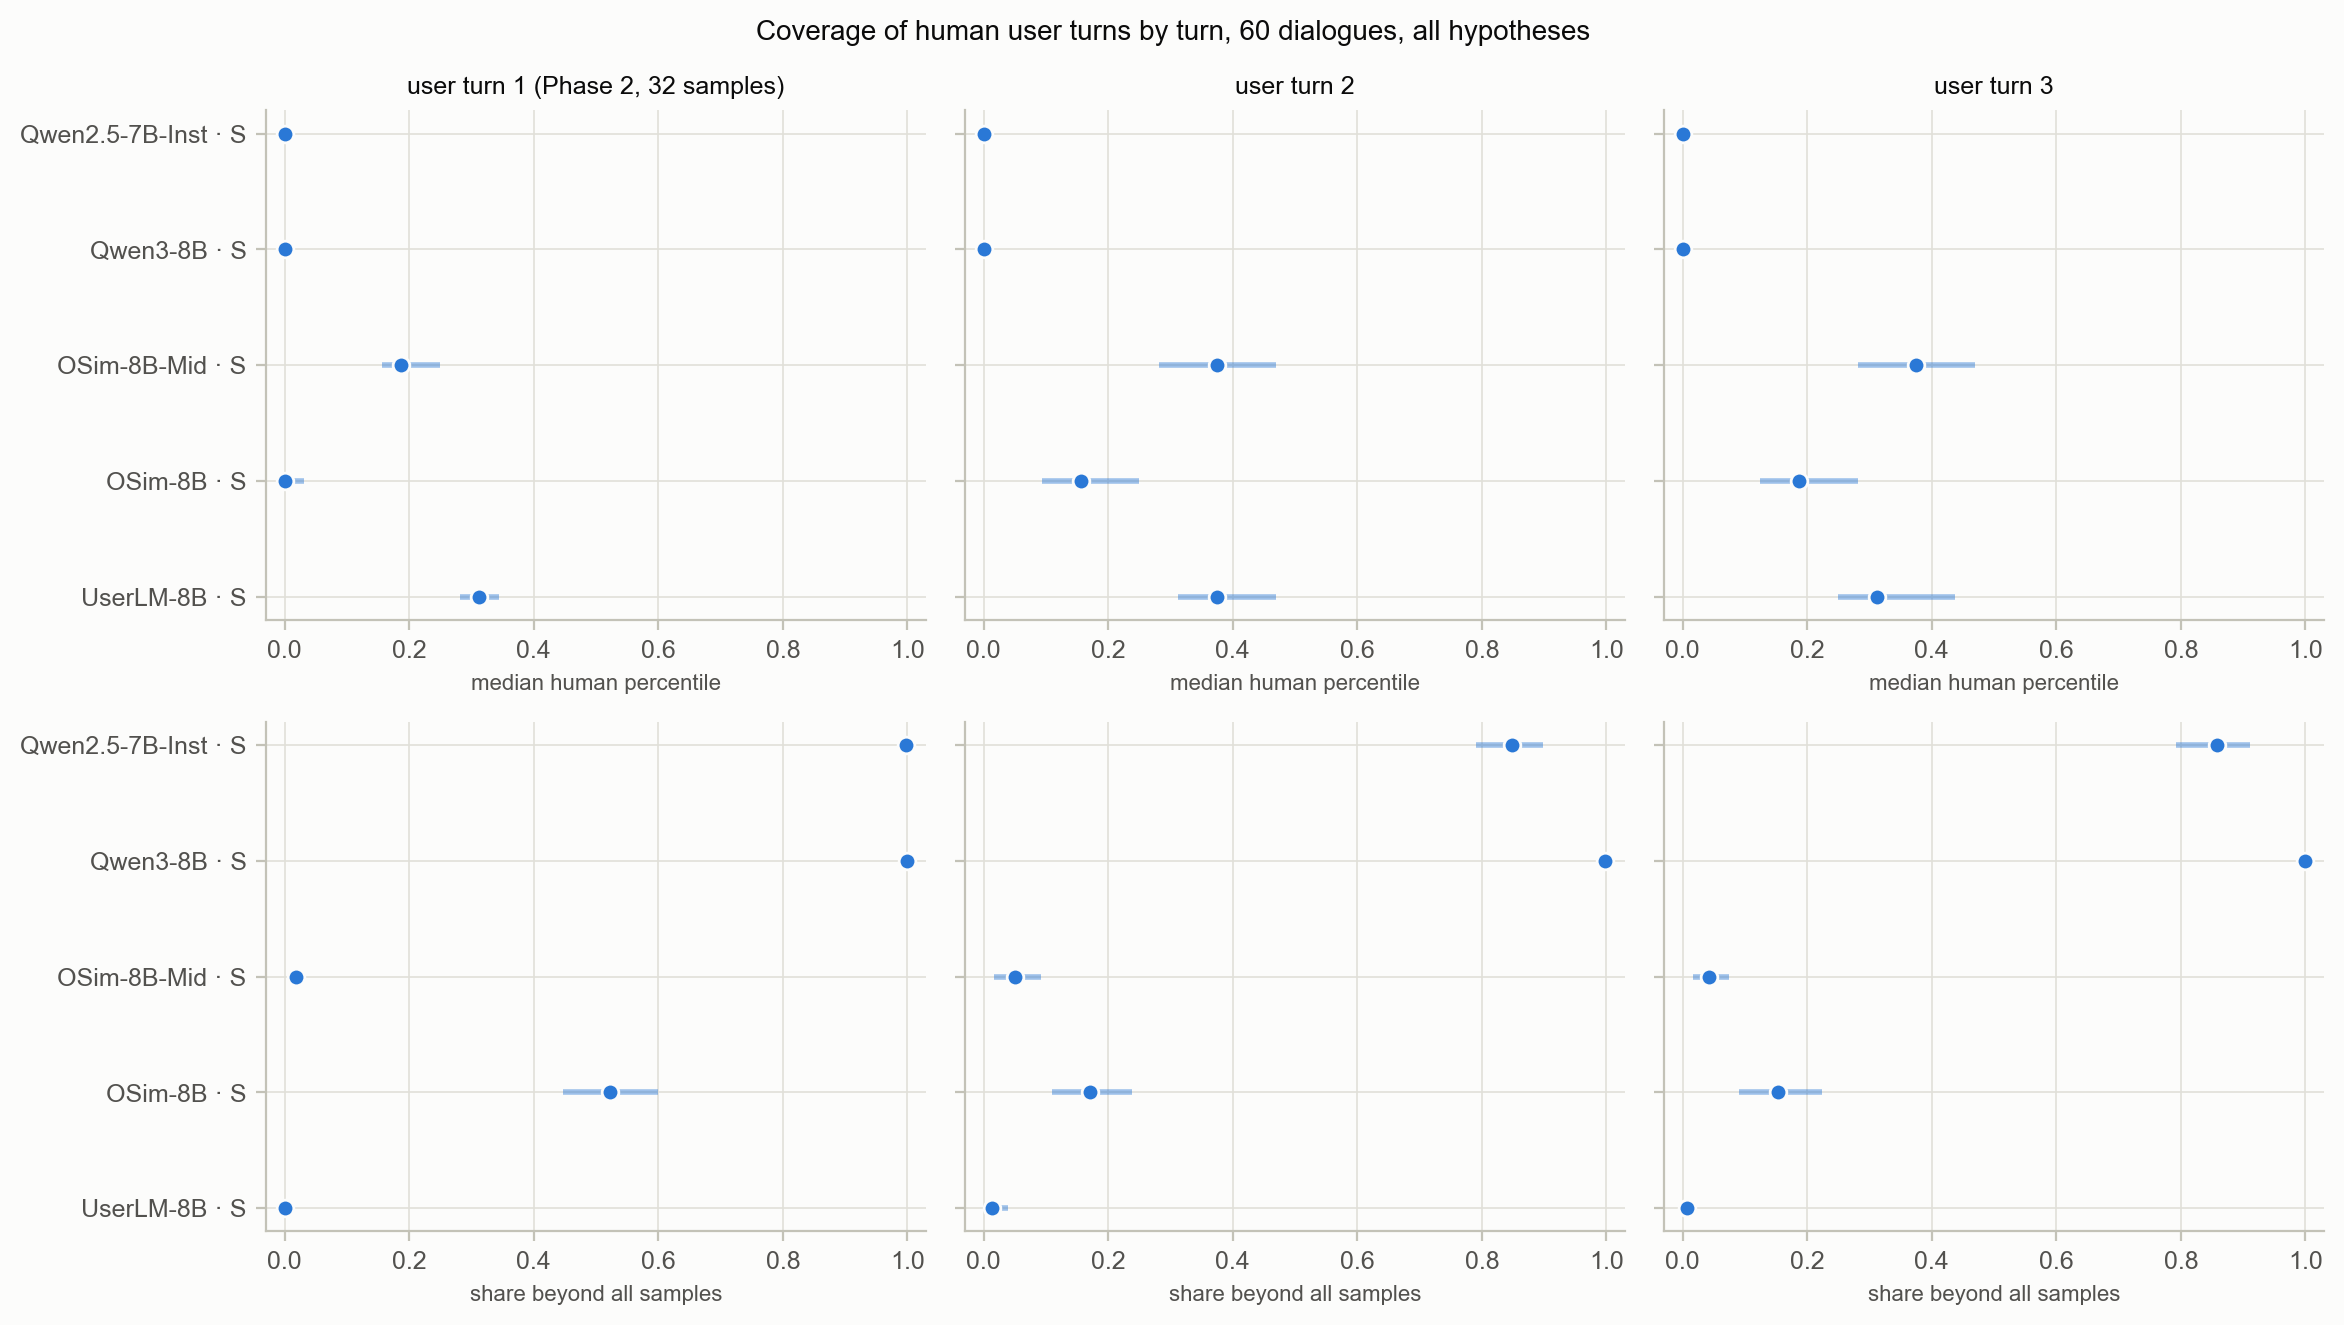 Coverage of human user turns by turn, 60 dialogues, all hypotheses
user turn 1 (Phase 2, 32 samples)
user turn 2
user turn 3
Qwen2.5-7B-Inst · S
Qwen3-8B · S
OSim-8B-Mid · S
OSim-8B · S
UserLM-8B · S
0.0 0.2 0.4 0.6 0.8 1.0
0.0 0.2 0.4 0.6 0.8 1.0
0.0 0.2 0.4 0.6 0.8 1.0
median human percentile
median human percentile
median human percentile
Qwen2.5-7B-Inst · S
Qwen3-8B · S
OSim-8B-Mid · S
OSim-8B · S
UserLM-8B · S
0.0 0.2 0.4 0.6 0.8 1.0
0.0 0.2 0.4 0.6 0.8 1.0
0.0 0.2 0.4 0.6 0.8 1.0
share beyond all samples
share beyond all samples
share beyond all samples